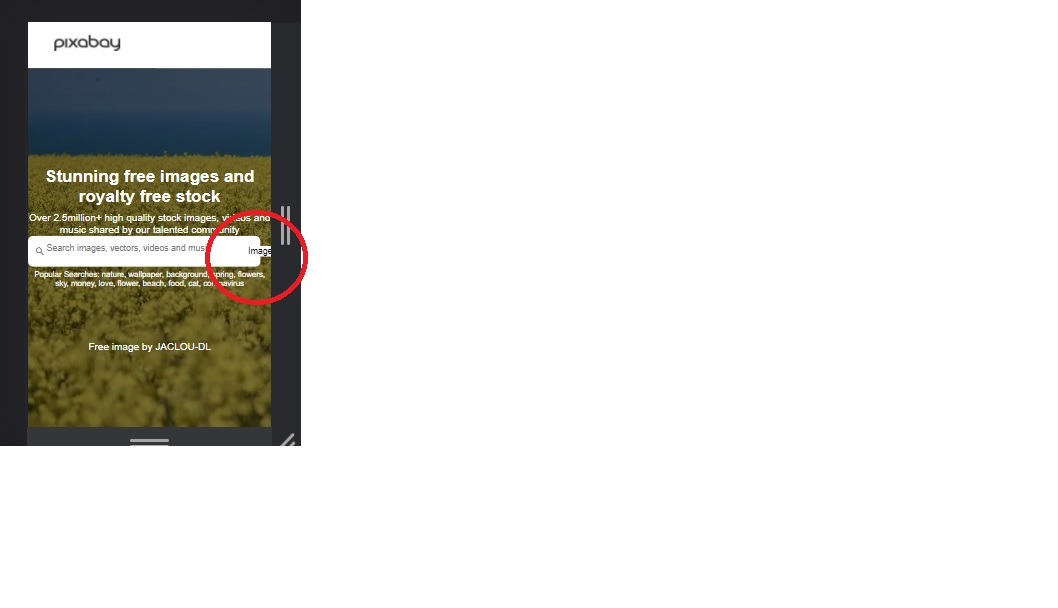 pixabay
Stunning free images and
royalty free stock
Over 2.5million+ high quality stock images, videos and
music shared by our talented community
Search images, vectors, videos and mus Image
Popular Searches: nature, wallpaper, background, spring, flowers,
sky, money, love, flower, beach, food, cat, coronavirus
Free image by JACLOU-DL